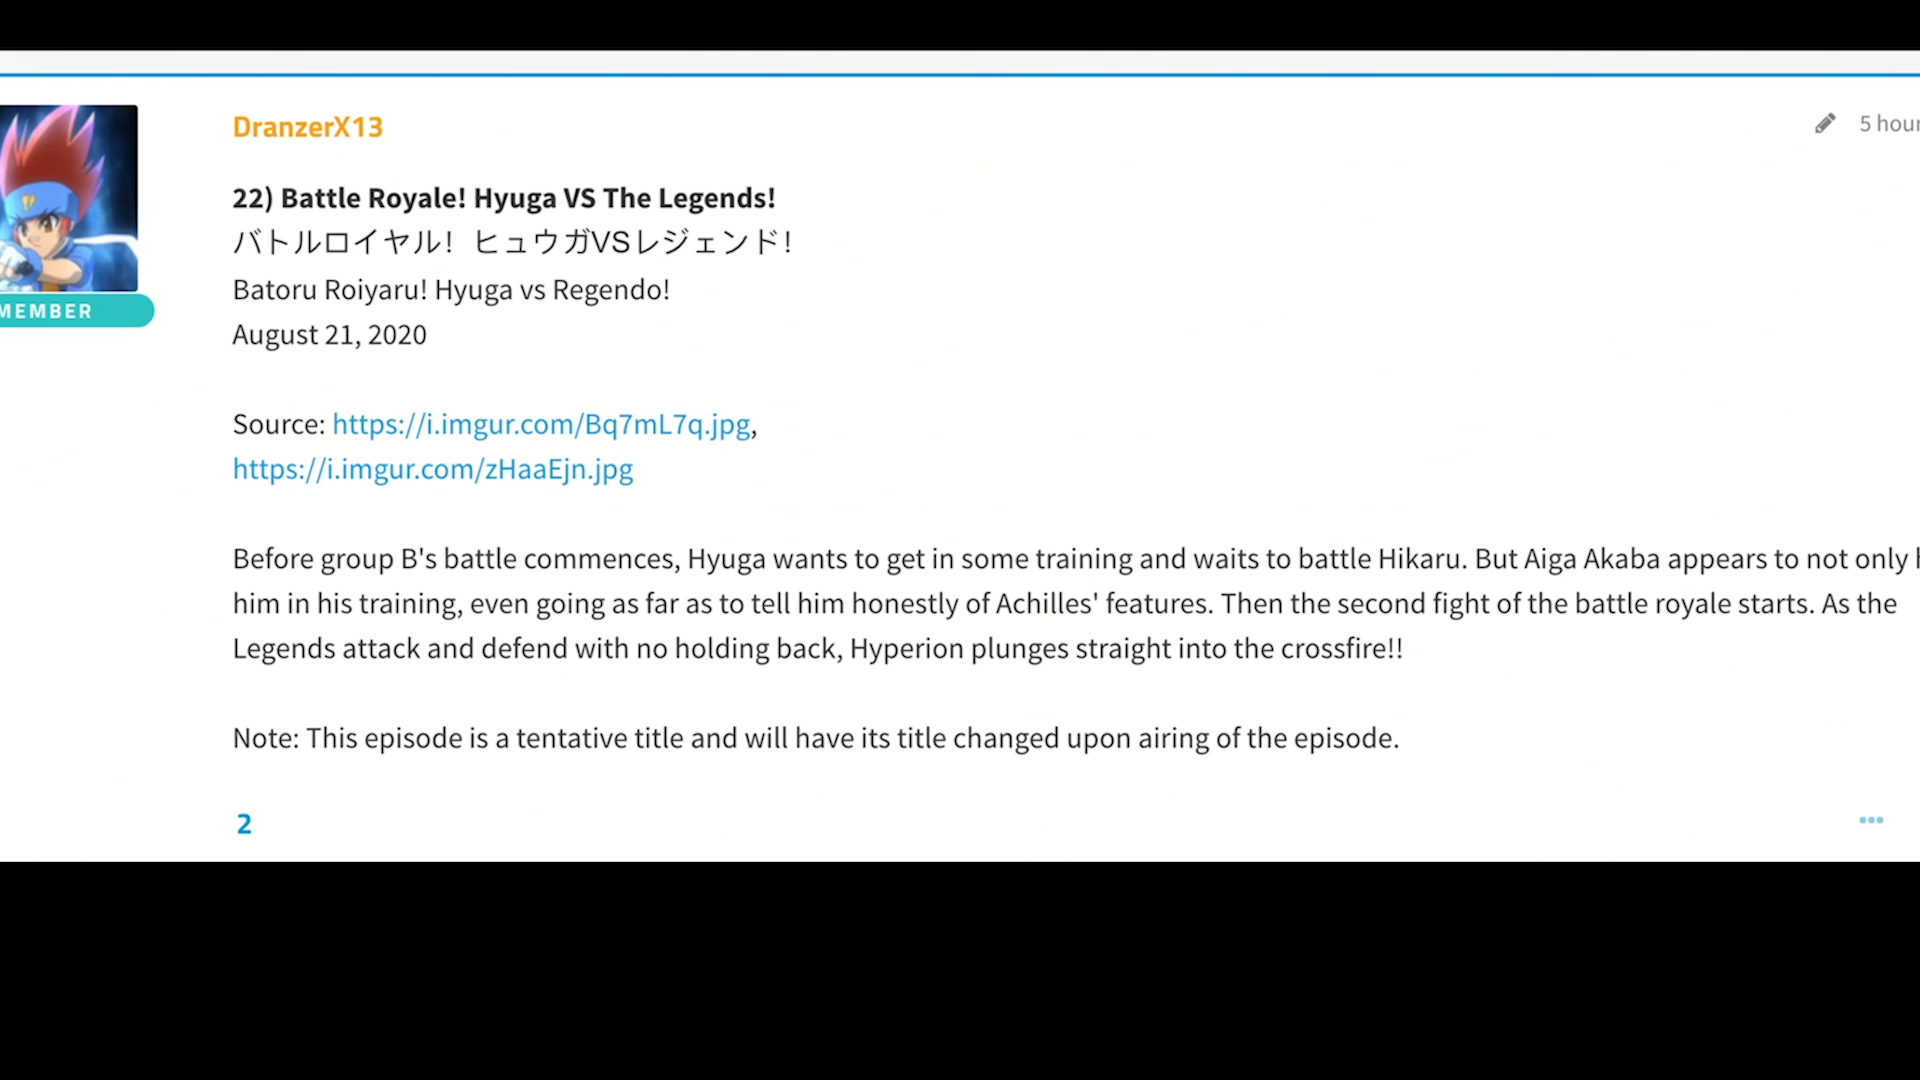 DranzerX13
5 hour
22) Battle Royale! Hyuga VS The Legends!
バトルロイヤル！ ヒュウガVSレジェンド！
Batoru Roiyaru! Hyuga vs Regendo!
August 21, 2020
MEMBER
Source: https://i.imgur.com/Bq7mL7q.jpg,
https://i.imgur.com/zHaaEjn.jpg
Before group B's battle commences, Hyuga wants to get in some training and waits to battle Hikaru. But Aiga Akaba appears to not only
him in his training, even going as far as to tell him honestly of Achilles' features. Then the second fight of the battle royale starts. As the
Legends attack and defend with no holding back, Hyperion plunges straight into the crossfire!!
Note: This episode is a tentative title and will have its title changed upon airing of the episode.
2